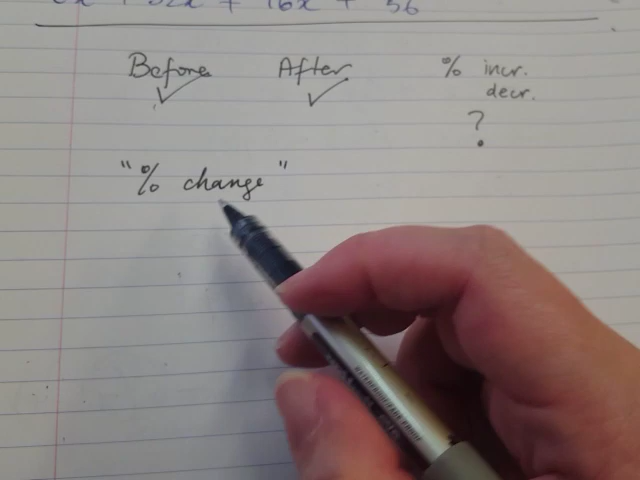 Before After % incr.
decr.
?
"% change"